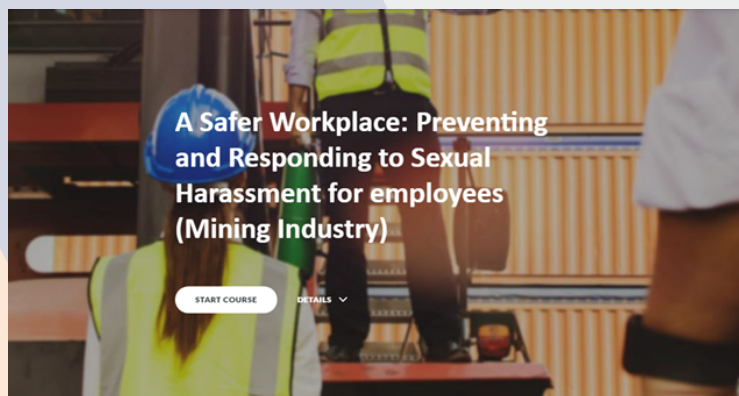 A Safer Workplace: Preventing
and Responding to Sexual
Harassment for employees
(Mining Industry)
START COURSE
DETAILS